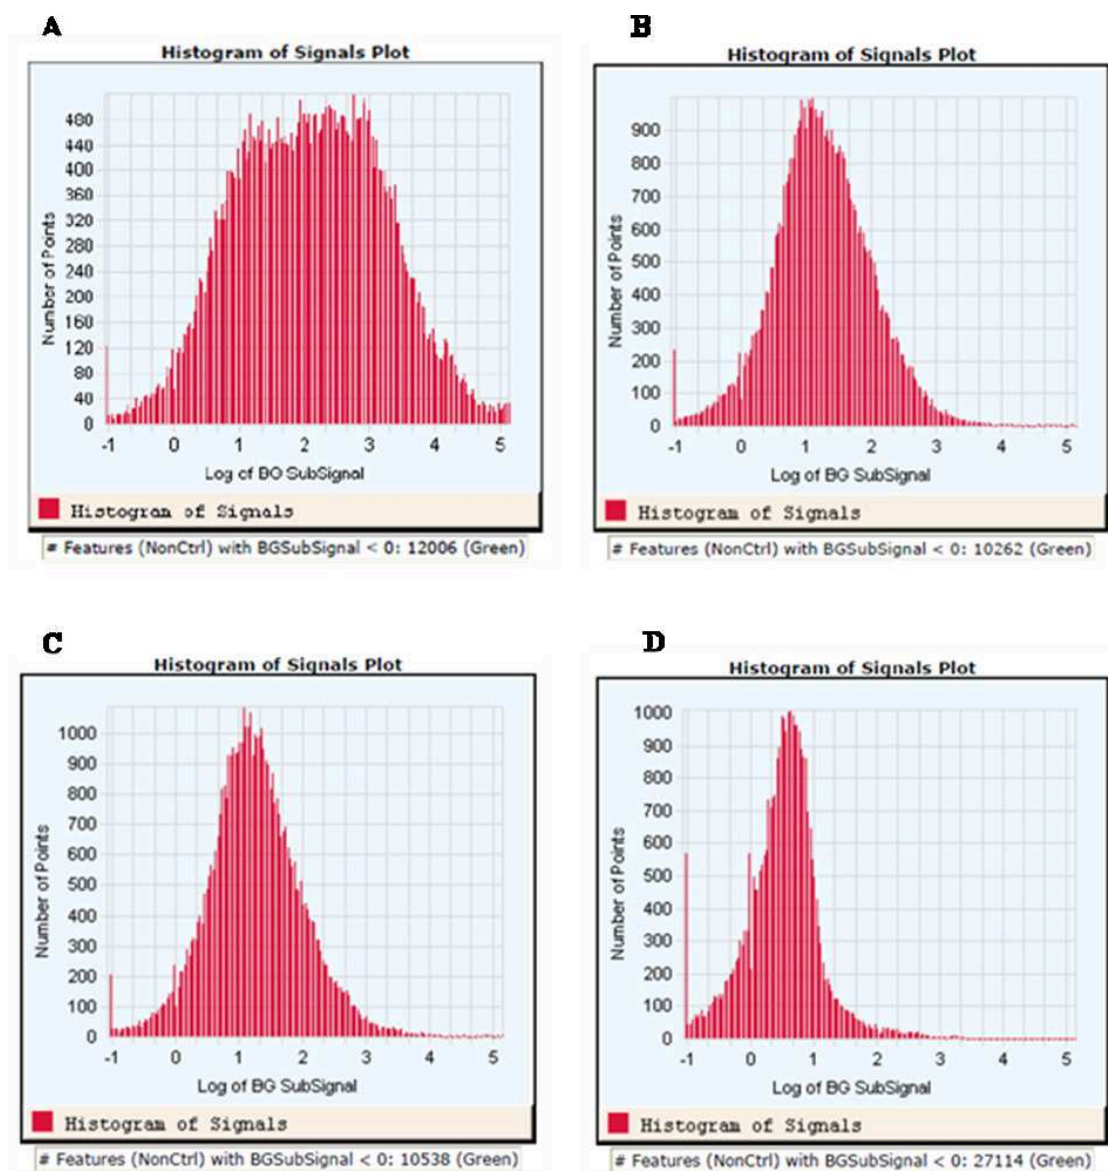 A
Histogram of Signals Plot
480
440
400
360
320
280
240
200
160
120
80
40
0
Number of Points
-1 0 1 2 3 4 5
Log of BG SubSignal
Histogram of Signals
# Features (NonCtrl) with BGSubSignal < 0: 12006 (Green)
B
Histogram of Signals Plot
900
800
700
600
500
400
300
200
100
0
Number of Points
-1 0 1 2 3 4 5
Log of BG SubSignal
Histogram of Signals
# Features (NonCtrl) with BGSubSignal < 0: 10262 (Green)
C
Histogram of Signals Plot
1000
900
800
700
600
500
400
300
200
100
0
Number of Points
-1 0 1 2 3 4 5
Log of BG SubSignal
Histogram of Signals
# Features (NonCtrl) with BGSubSignal < 0: 10538 (Green)
D
Histogram of Signals Plot
1000
900
800
700
600
500
400
300
200
100
0
Number of Points
-1 0 1 2 3 4 5
Log of BG SubSignal
Histogram of Signals
# Features (NonCtrl) with BGSubSignal < 0: 27114 (Green)